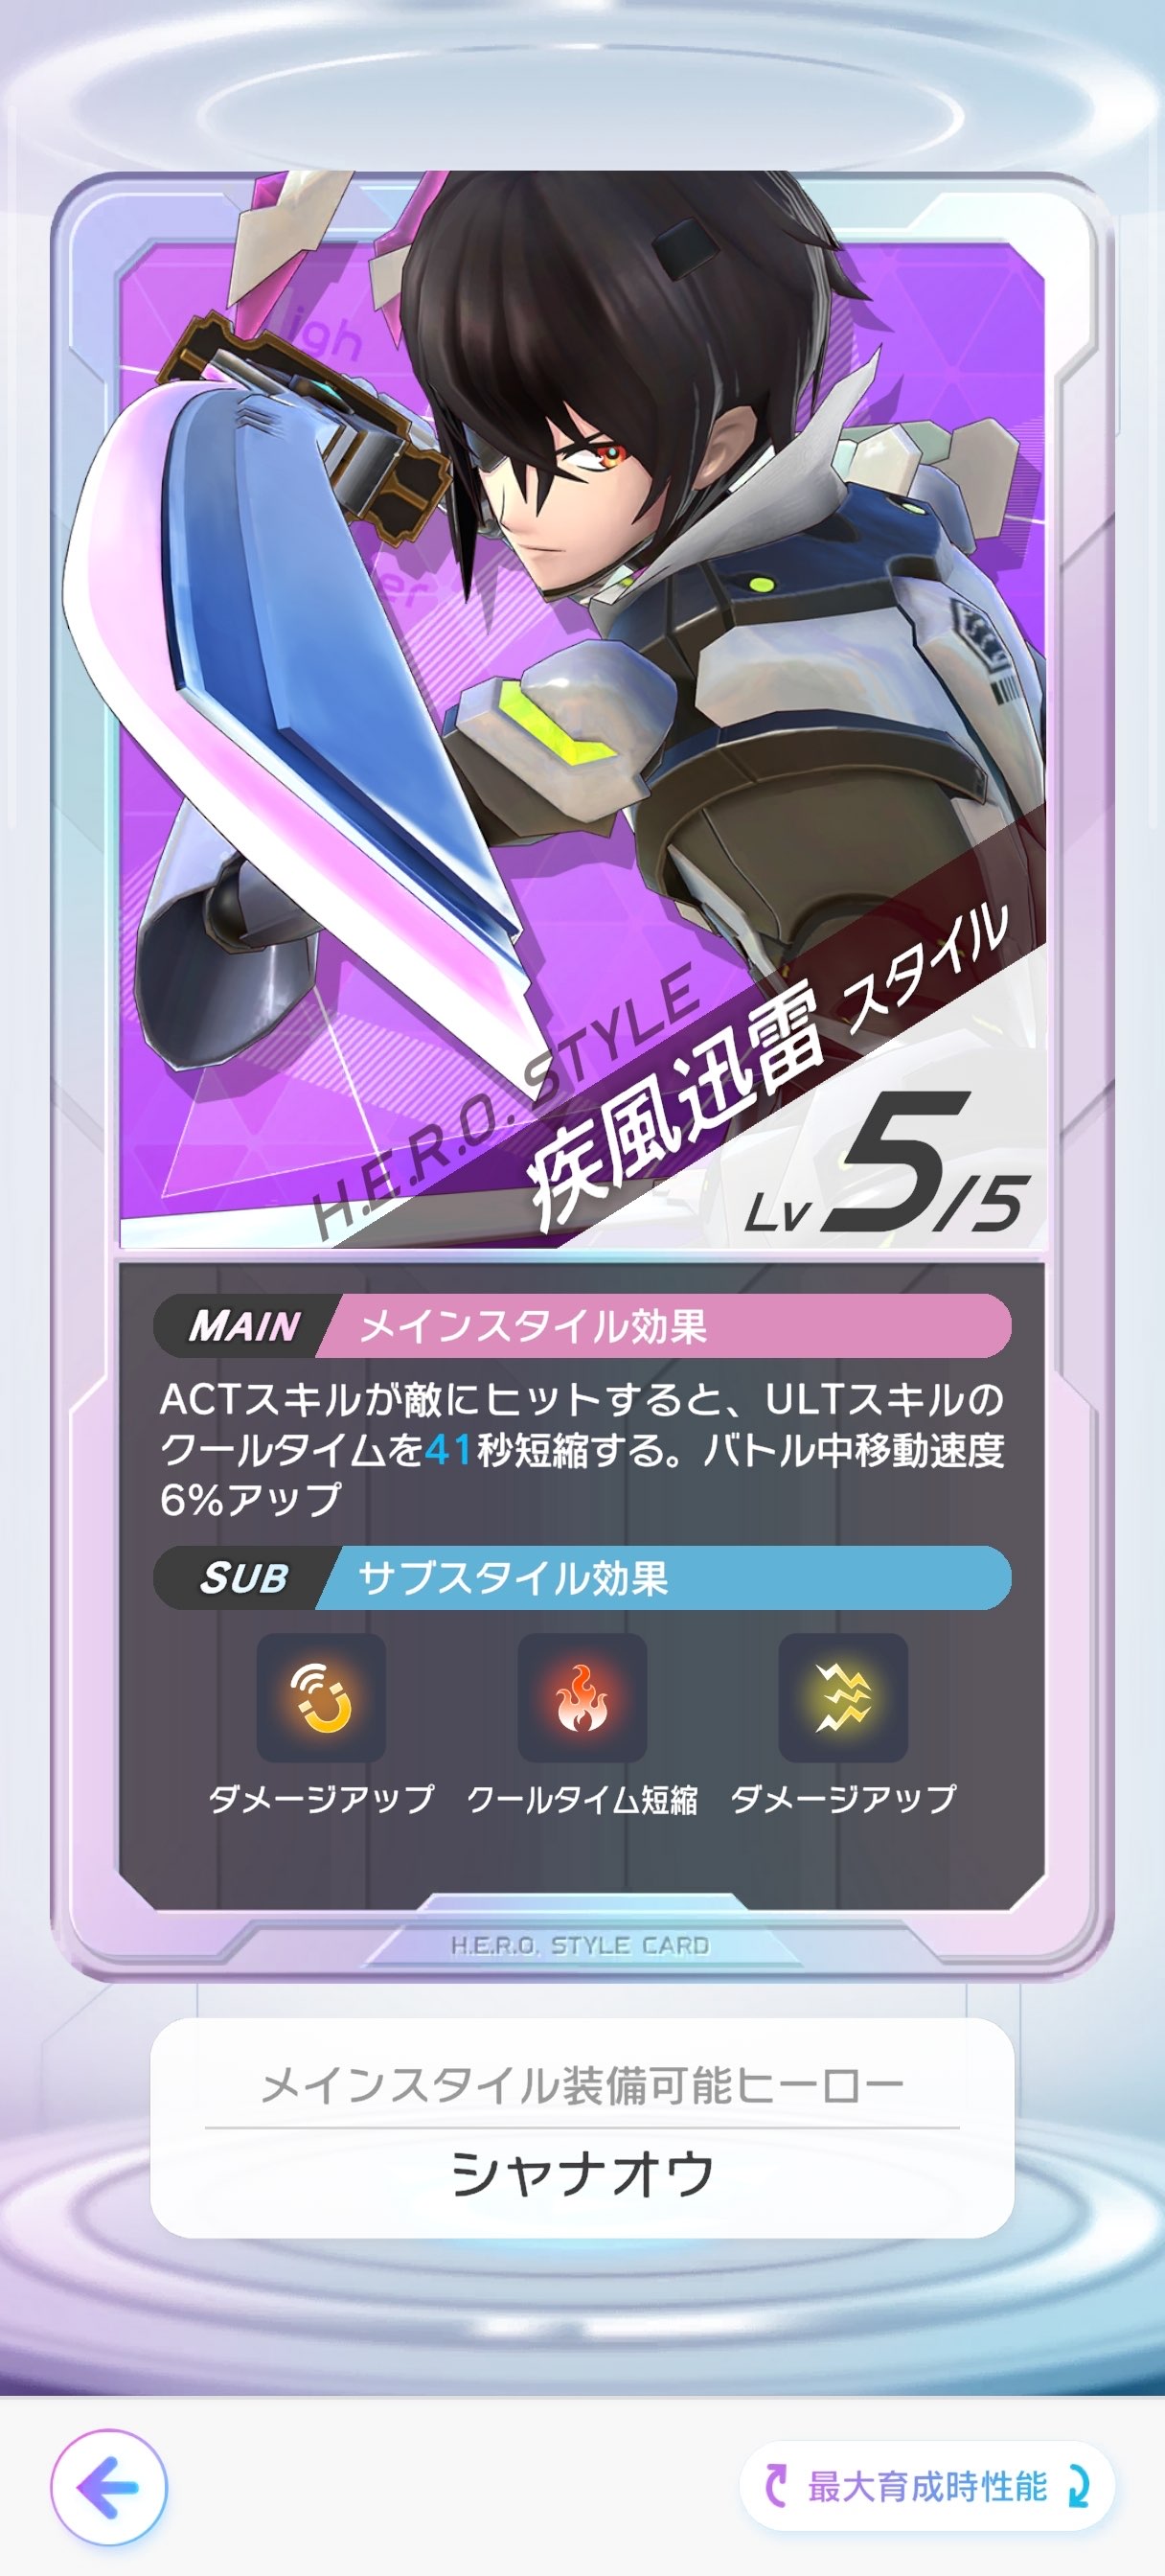 igh
er
H.E.R.O. STYLE
疾風迅雷 スタイル
Lv 5/5
MAIN メインスタイル効果
ACTスキルが敵にヒットすると、ULTスキルの
クールタイムを41秒短縮する。バトル中移動速度
6%アップ
SUB サブスタイル効果
ダメージアップ クールタイム短縮 ダメージアップ
H.E.R.O. STYLE CARD
メインスタイル装備可能ヒーロー
シャナオウ
最大育成時性能